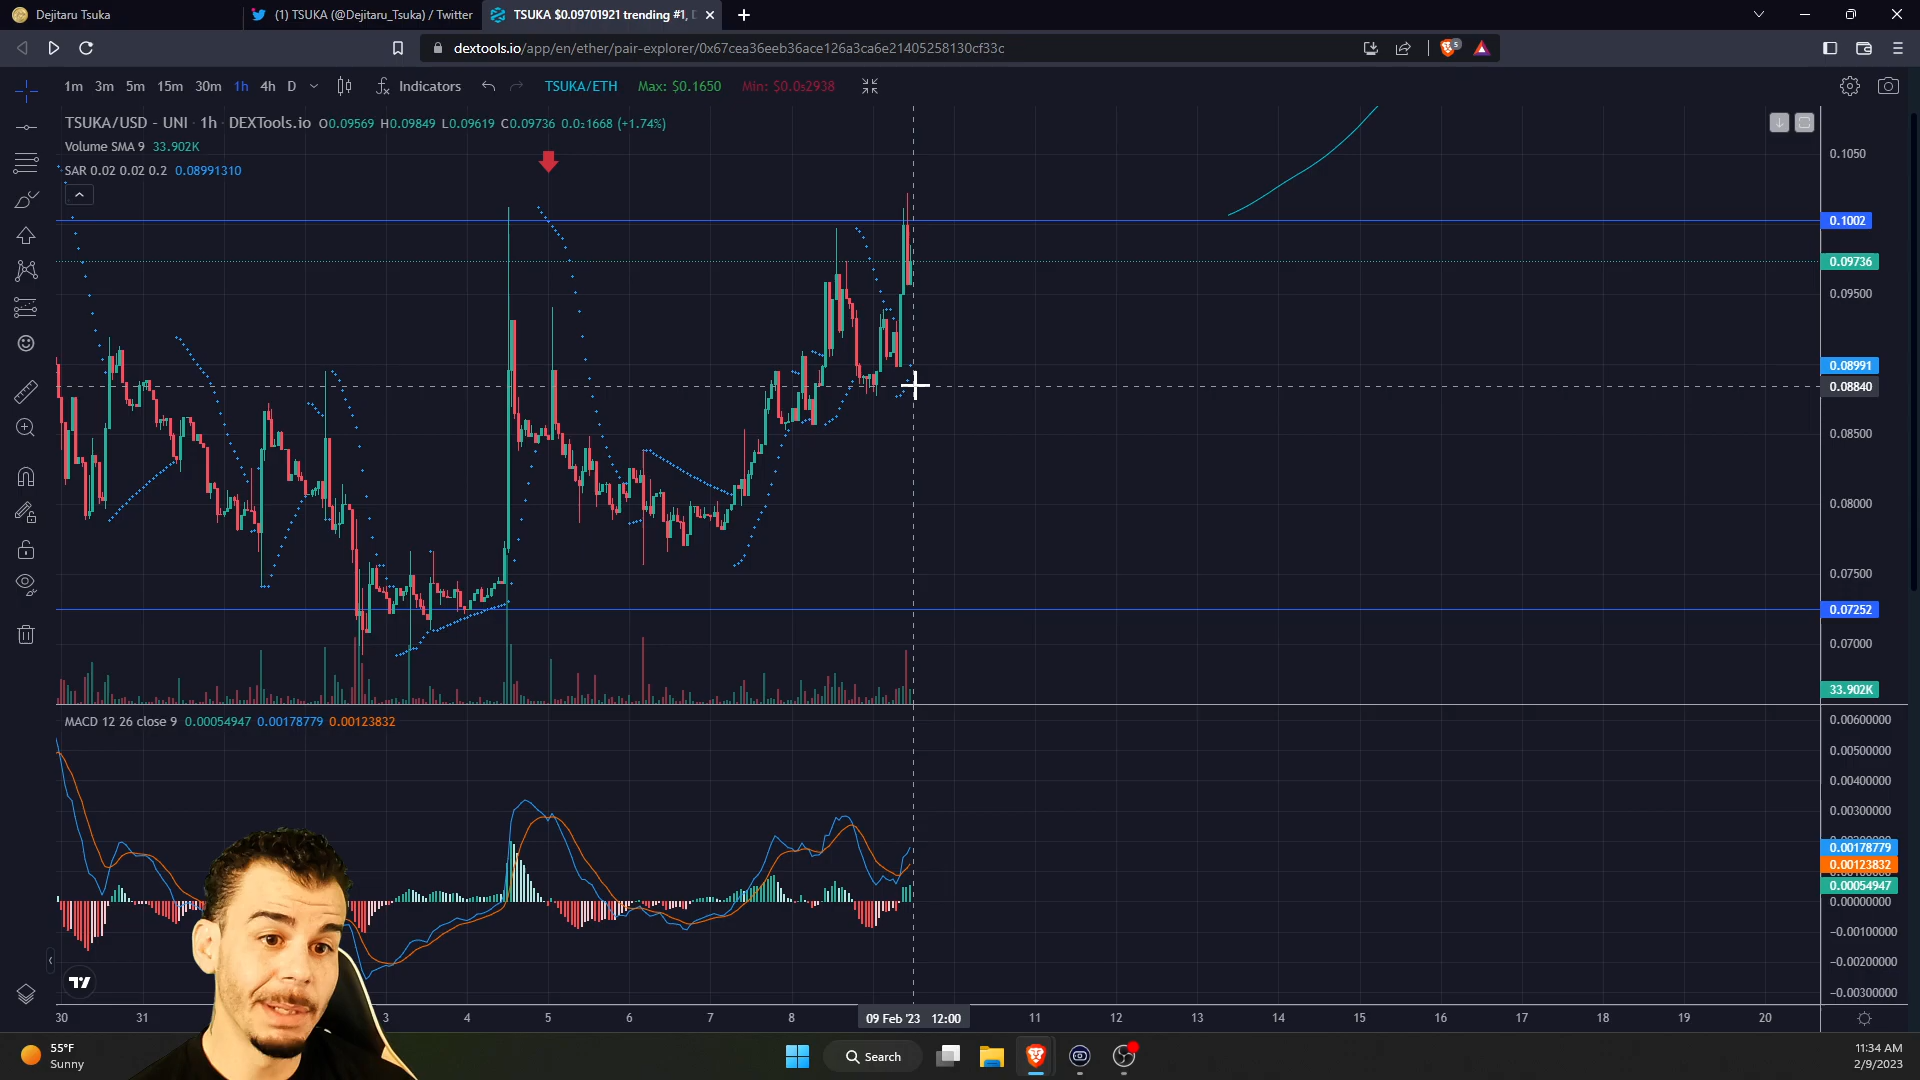 Dejitaru Tsuka
(1) TSUKA (@Dejitaru_Tsuka) / Twitter
TSUKA $0.09701921 trending #1,
dextools.io/app/en/ether/pair-explorer/0x67cea36eeb36ace126a3ca6e21405258130cf33c
1m 3m 5m 15m 30m 1h 4h D Indicators TSUKA/ETH Max: $0.1650 Min: $0.0₅2938
TSUKA/USD - UNI · 1h · DEXTools.io O0.09569 H0.09849 L0.09619 C0.09736 0.0₂1668 (+1.74%)
Volume SMA 9 33.902K
SAR 0.02 0.02 0.2 0.08991310
0.1050
0.1002
0.09736
0.09500
0.08991
0.08840
0.08500
0.08000
0.07500
0.07252
0.07000
33.902K
MACD 12 26 close 9 0.00054947 0.00178779 0.00123832
0.00600000
0.00500000
0.00400000
0.00300000
0.00178779
0.00123832
0.00054947
0.00000000
−0.00100000
−0.00200000
−0.00300000
30 31 3 4 5 6 7 8 09 Feb '23 12:00 11 12 13 14 15 16 17 18 19 20
55°F
Sunny
Search
11:34 AM
2/9/2023